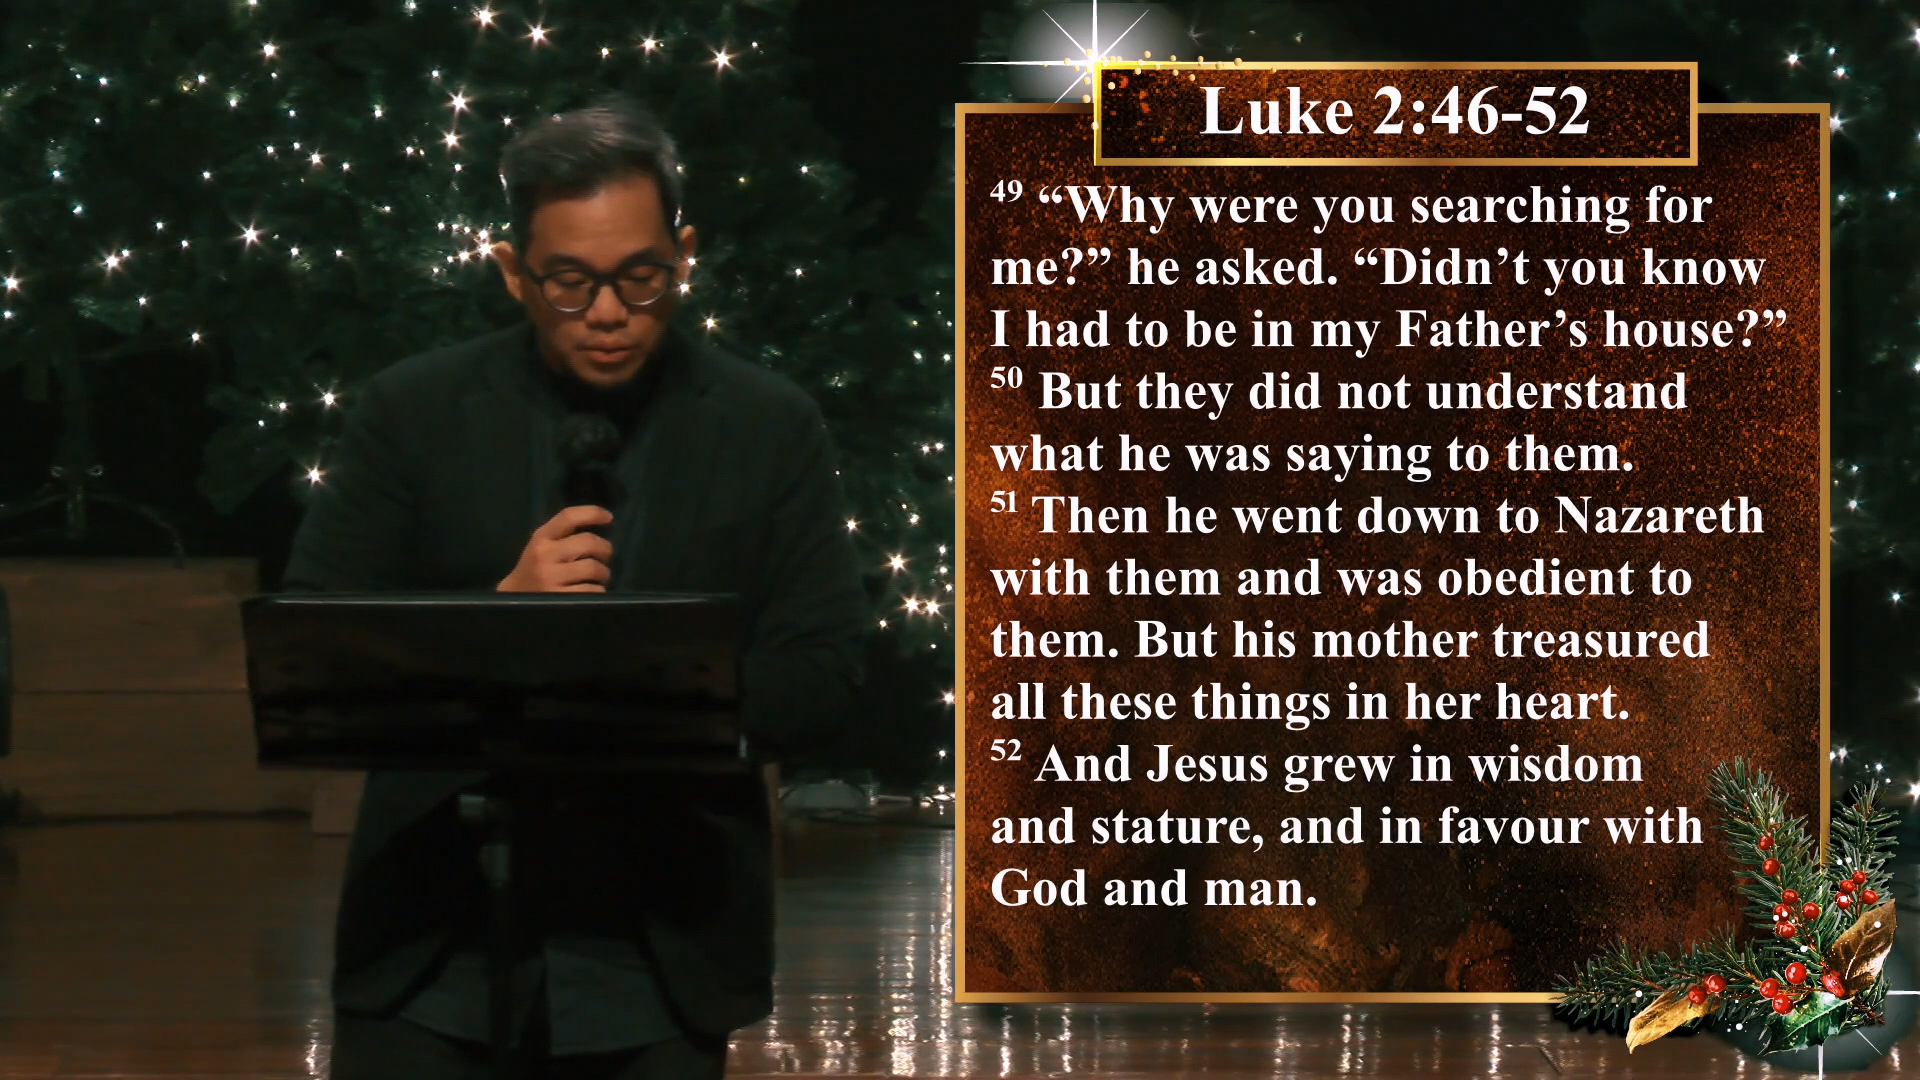 Luke 2:46-52
49 “Why were you searching for
me?” he asked. “Didn’t you know
I had to be in my Father’s house?”
50 But they did not understand
what he was saying to them.
51 Then he went down to Nazareth
with them and was obedient to
them. But his mother treasured
all these things in her heart.
52 And Jesus grew in wisdom
and stature, and in favour with
God and man.